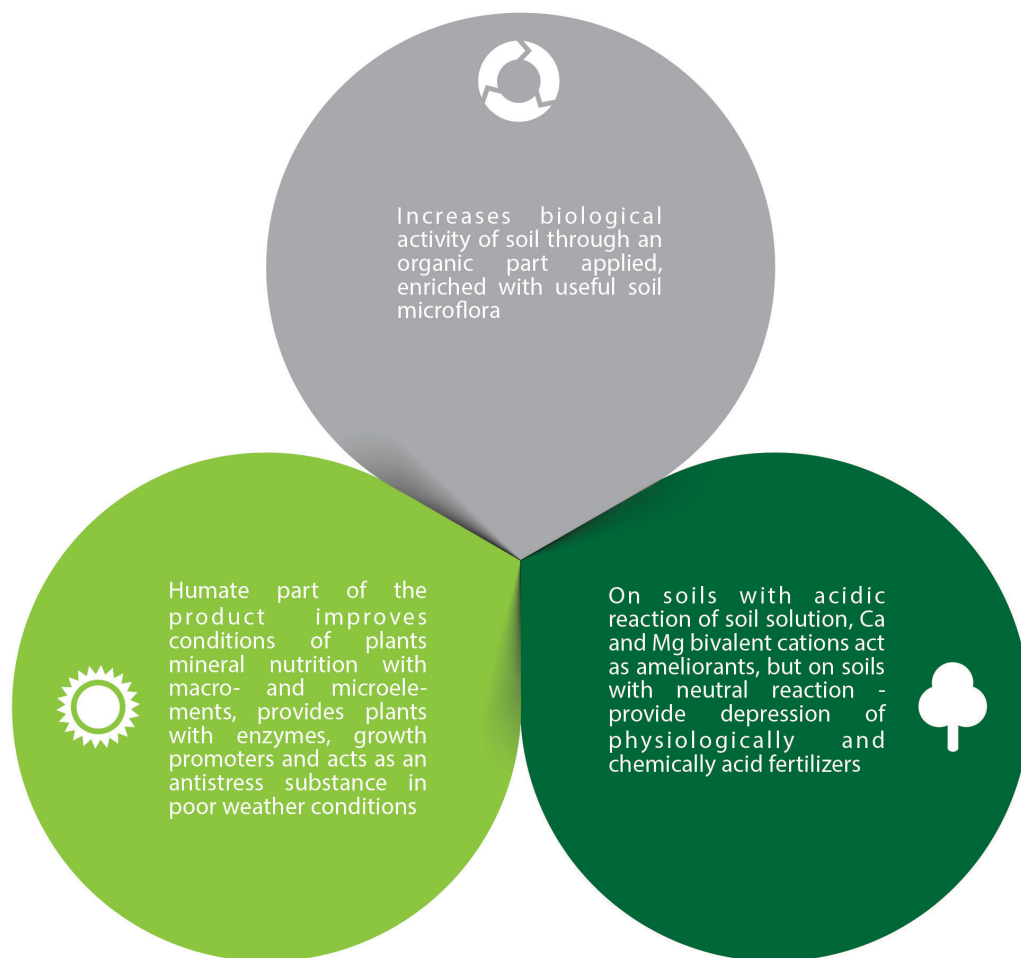 Increases biological
activity of soil through an
organic part applied,
enriched with useful soil
microflora
Humate part of the
product improves
conditions of plants
mineral nutrition with
macro- and microele-
ments, provides plants
with enzymes, growth
promoters and acts as an
antistress substance in
poor weather conditions
On soils with acidic
reaction of soil solution, Ca
and Mg bivalent cations act
as ameliorants, but on soils
with neutral reaction -
provide depression of
physiologically and
chemically acid fertilizers